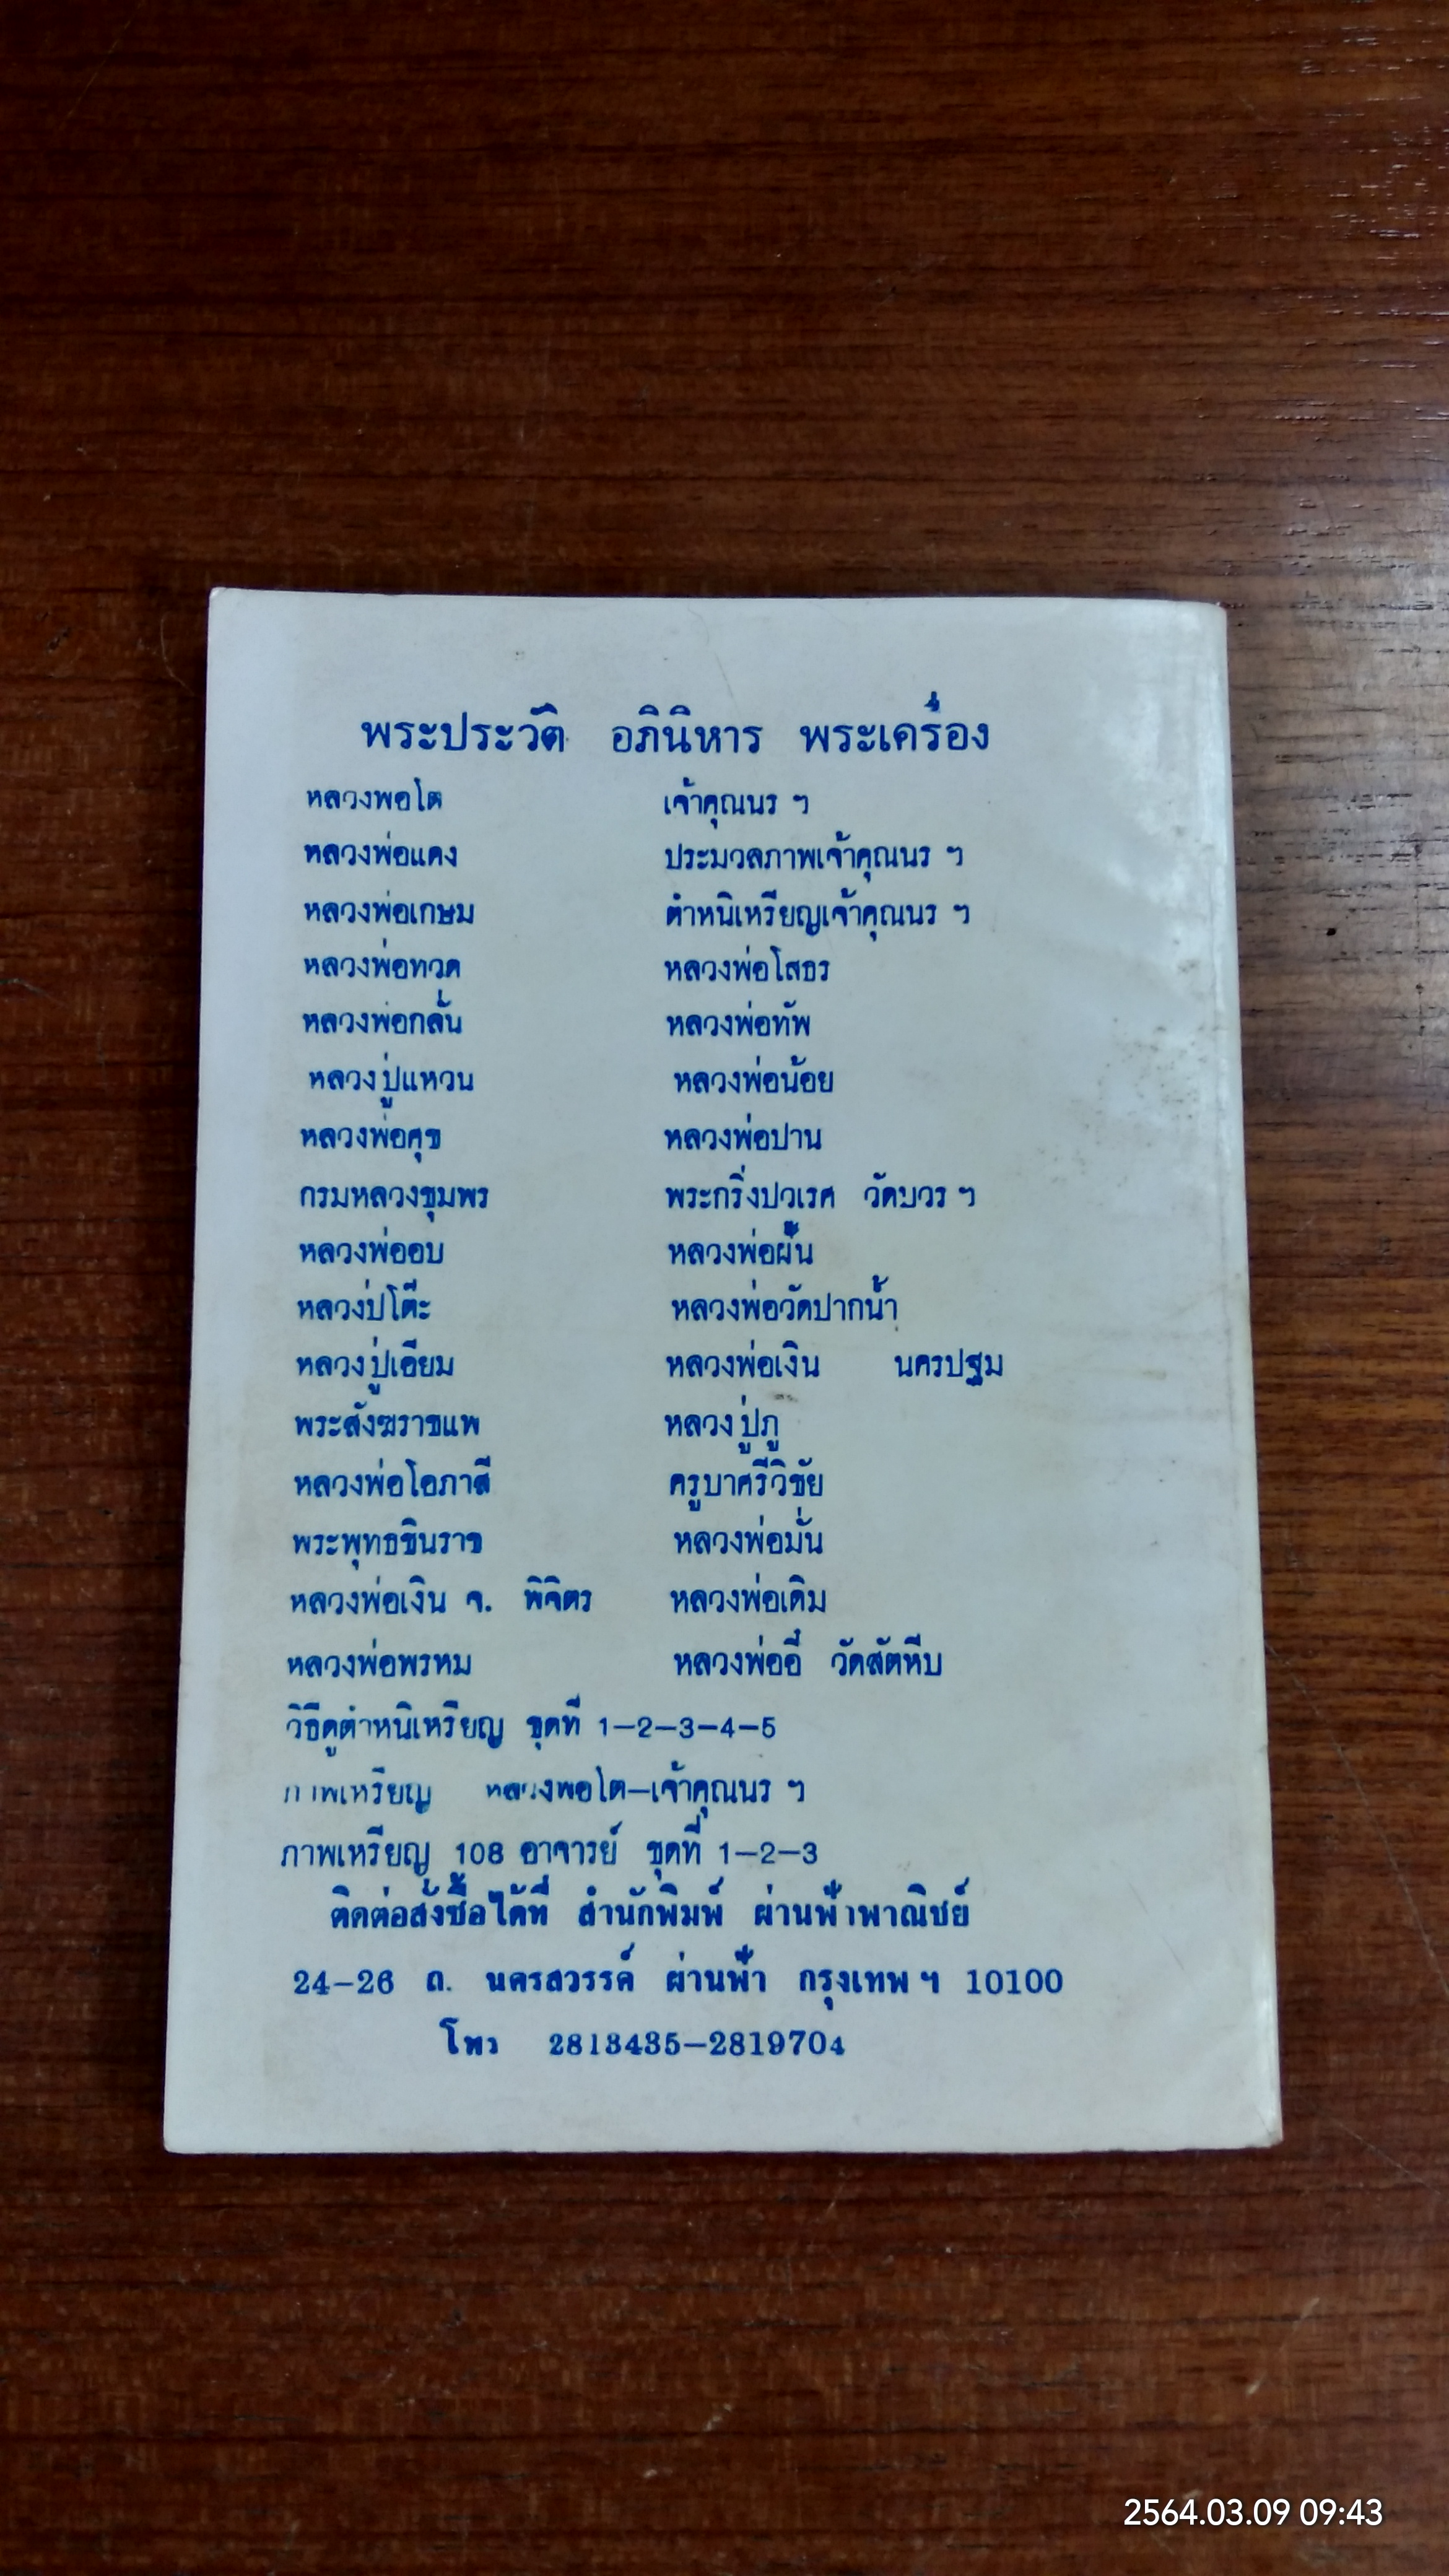 พระประวัติ อภินิหาร พระเครื่อง
หลวงพอโต เจ้าคุณนร ฯ
หลวงพ่อแดง ประมวลภาพเจ้าคุณนร ฯ
หลวงพ่อเกษม ตำหนิเหรียญเจ้าคุณนร ฯ
หลวงพ่อทวด หลวงพ่อโสธร
หลวงพ่อกลั่น หลวงพ่อทัพ
หลวงปู่แหวน หลวงพ่อน้อย
หลวงพ่อศุข หลวงพ่อปาน
กรมหลวงชุมพร พระกริ่งปวเรศ วัดบวร ฯ
หลวงพ่ออบ หลวงพ่อฝั้น
หลวงปโต๊ะ หลวงพ่อวัดปากน้ำ
หลวงปู่เอี่ยม หลวงพ่อเงิน นครปฐม
พระสังฆราชแพ หลวงปู่ภู
หลวงพ่อโอภาสี ครูบาศรีวิชัย
พระพุทธชินราช หลวงพ่อมั่น
หลวงพ่อเงิน จ. พิจิตร หลวงพ่อเดิม
หลวงพ่อพรหม หลวงพ่ออี๋ วัดสัตหีบ
วิธีดูตำหนิเหรียญ ชุดที่ 1-2-3-4-5
ภาพเหรียญ หลวงพอโต-เจ้าคุณนร ฯ
ภาพเหรียญ 108 อาจารย์ ชุดที่ 1-2-3
ติดต่อสั่งซื้อได้ที่ สำนักพิมพ์ ผ่านฟ้าพาณิชย์
24-26 ถ. นครสวรรค์ ผ่านฟ้า กรุงเทพ ฯ 10100
โทร 2813435-2819704
2564.03.09 09:43